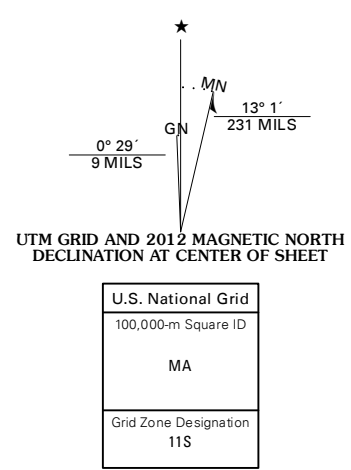 ★
MN
GN
13° 1´
231 MILS
0° 29´
9 MILS
UTM GRID AND 2012 MAGNETIC NORTH
DECLINATION AT CENTER OF SHEET
U.S. National Grid
100,000-m Square ID
MA
Grid Zone Designation
11S